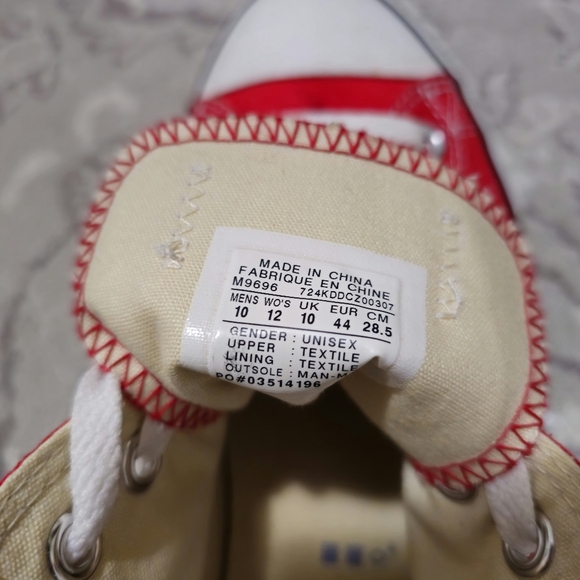 MADE IN CHINA
FABRIQUE EN CHINE
M9696 724KDDCZ00307
MENS WO'S UK EUR CM
10 12 10 44 28.5
GENDER : UNISEX
UPPER : TEXTILE
LINING : TEXTILE
OUTSOLE : MAN-M
PO#03514196